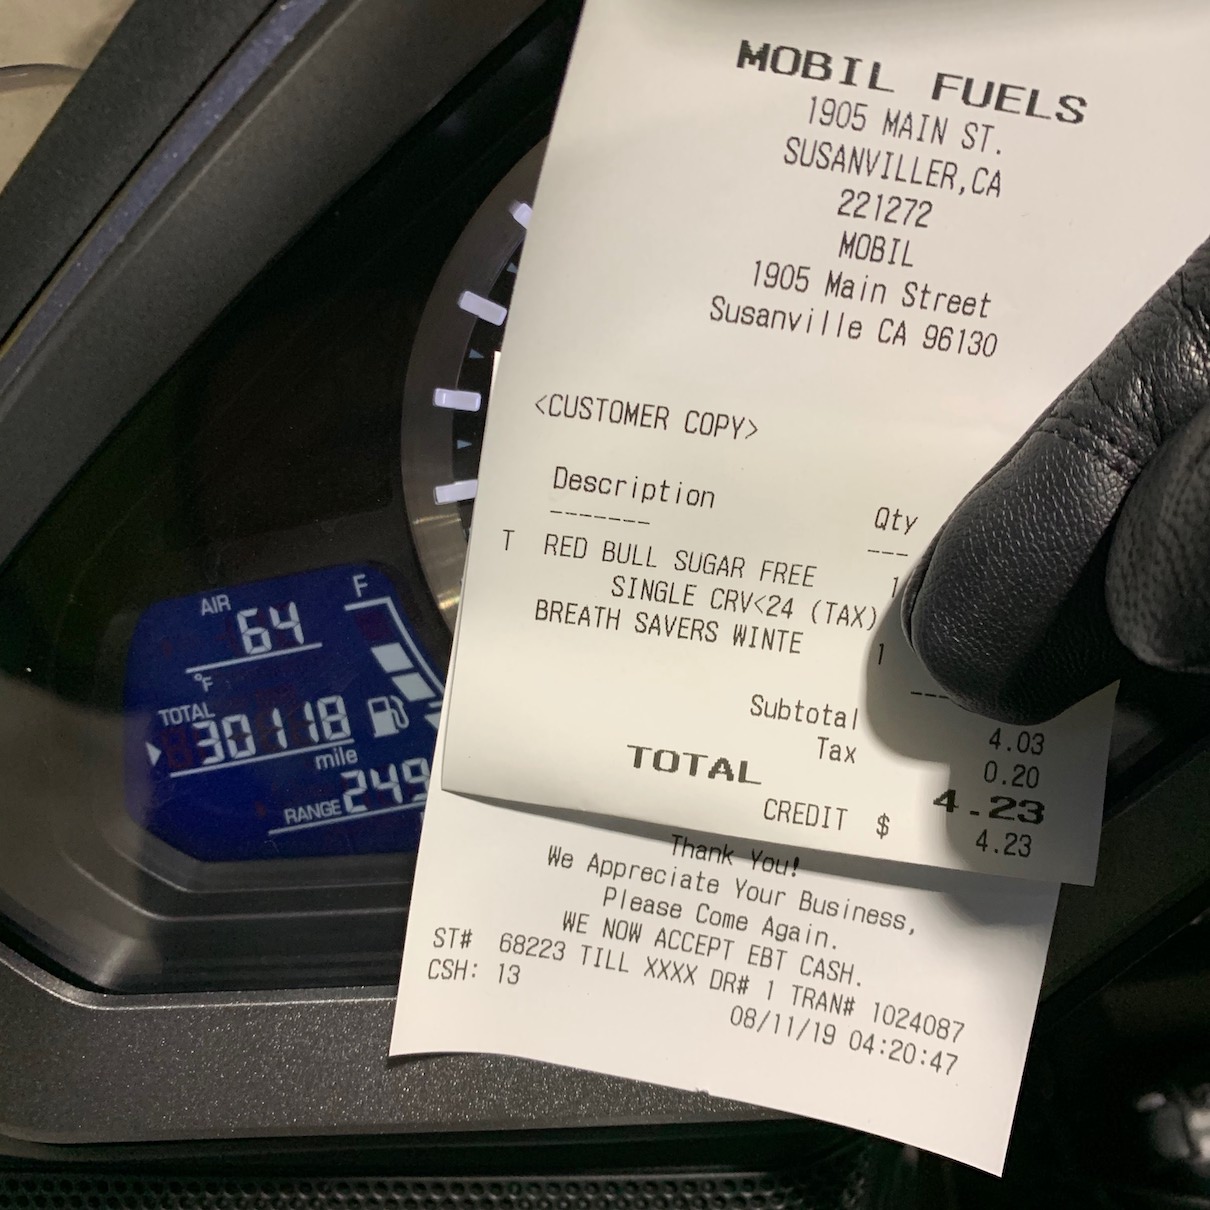 MOBIL FUELS
1905 MAIN ST.
SUSANVILLER,CA
221272
MOBIL
1905 Main Street
Susanville CA 96130
<CUSTOMER COPY>
Description Qty
------- ---
T RED BULL SUGAR FREE 1
SINGLE CRV<24 (TAX)
BREATH SAVERS WINTE 1
Subtotal 4.03
Tax 0.20
TOTAL 4.23
CREDIT $ 4.23
Thank You!
We Appreciate Your Business,
Please Come Again.
WE NOW ACCEPT EBT CASH.
ST# 68223 TILL XXXX DR# 1 TRAN# 1024087
CSH: 13 08/11/19 04:20:47
AIR 64
°F
F
TOTAL
30118
mile
RANGE 249